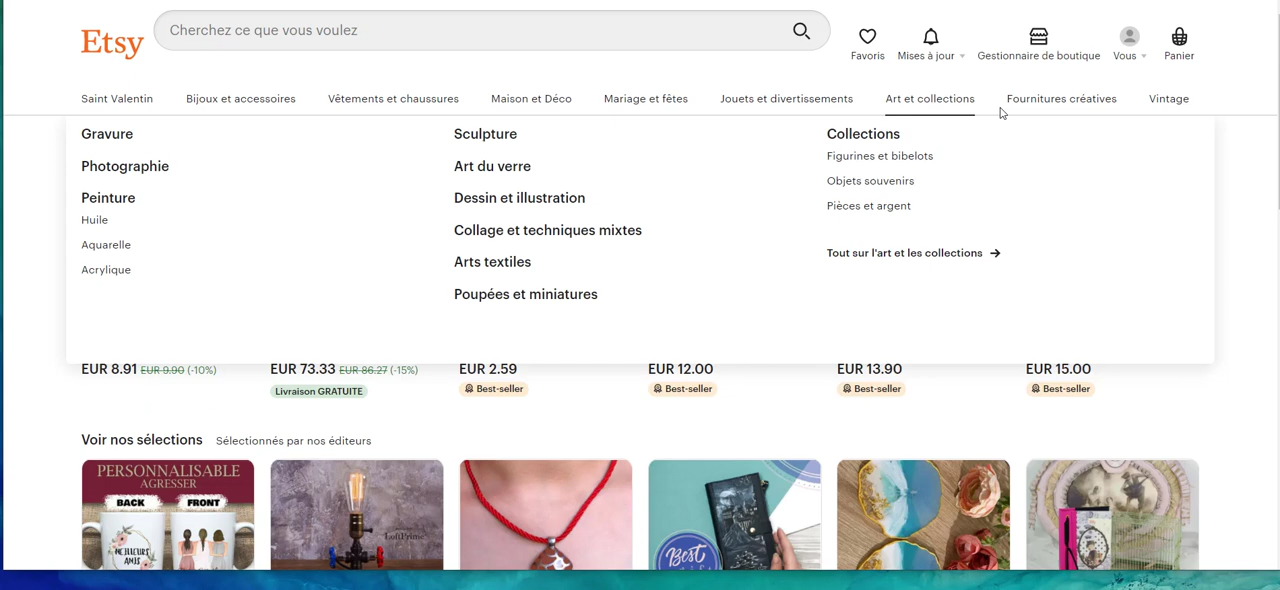 Etsy
Cherchez ce que vous voulez
Favoris
Mises à jour
Gestionnaire de boutique
Vous
Panier
Saint Valentin
Bijoux et accessoires
Vêtements et chaussures
Maison et Déco
Mariage et fêtes
Jouets et divertissements
Art et collections
Fournitures créatives
Vintage
Gravure
Photographie
Peinture
Huile
Aquarelle
Acrylique
Sculpture
Art du verre
Dessin et illustration
Collage et techniques mixtes
Arts textiles
Poupées et miniatures
Collections
Figurines et bibelots
Objets souvenirs
Pièces et argent
Tout sur l'art et les collections →
EUR 8.91 EUR 9.90 (-10%)
EUR 73.33 EUR 86.27 (-15%)
Livraison GRATUITE
EUR 2.59
Best-seller
EUR 12.00
Best-seller
EUR 13.90
Best-seller
EUR 15.00
Best-seller
Voir nos sélections Sélectionnés par nos éditeurs
PERSONNALISABLE
AGRESSER
BACK
FRONT
MEILLEURS
AMIS
LoftPrime
Best